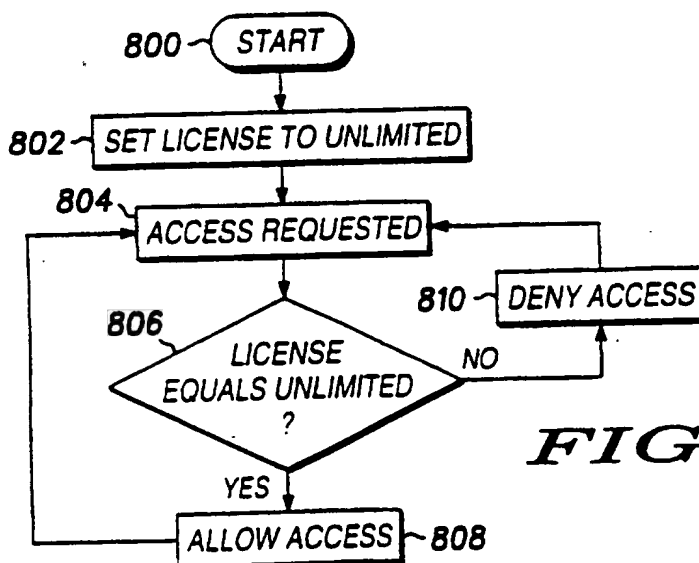 800
START
802
SET LICENSE TO UNLIMITED
804
ACCESS REQUESTED
810
DENY ACCESS
806
LICENSE
EQUALS UNLIMITED
?
NO
FIG
YES
ALLOW ACCESS
808